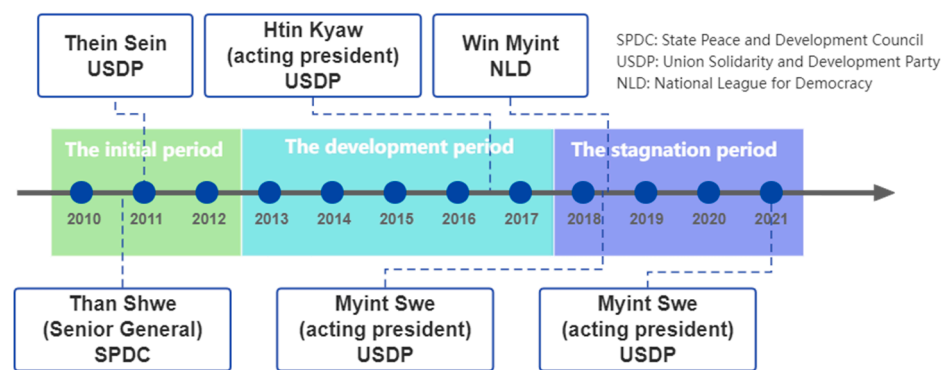 Thein Sein
USDP
Htin Kyaw
(acting president)
USDP
Win Myint
NLD
SPDC: State Peace and Development Council
USDP: Union Solidarity and Development Party
NLD: National League for Democracy
The initial period
The development period
The stagnation period
2010 2011 2012 2013 2014 2015 2016 2017 2018 2019 2020 2021
Than Shwe
(Senior General)
SPDC
Myint Swe
(acting president)
USDP
Myint Swe
(acting president)
USDP